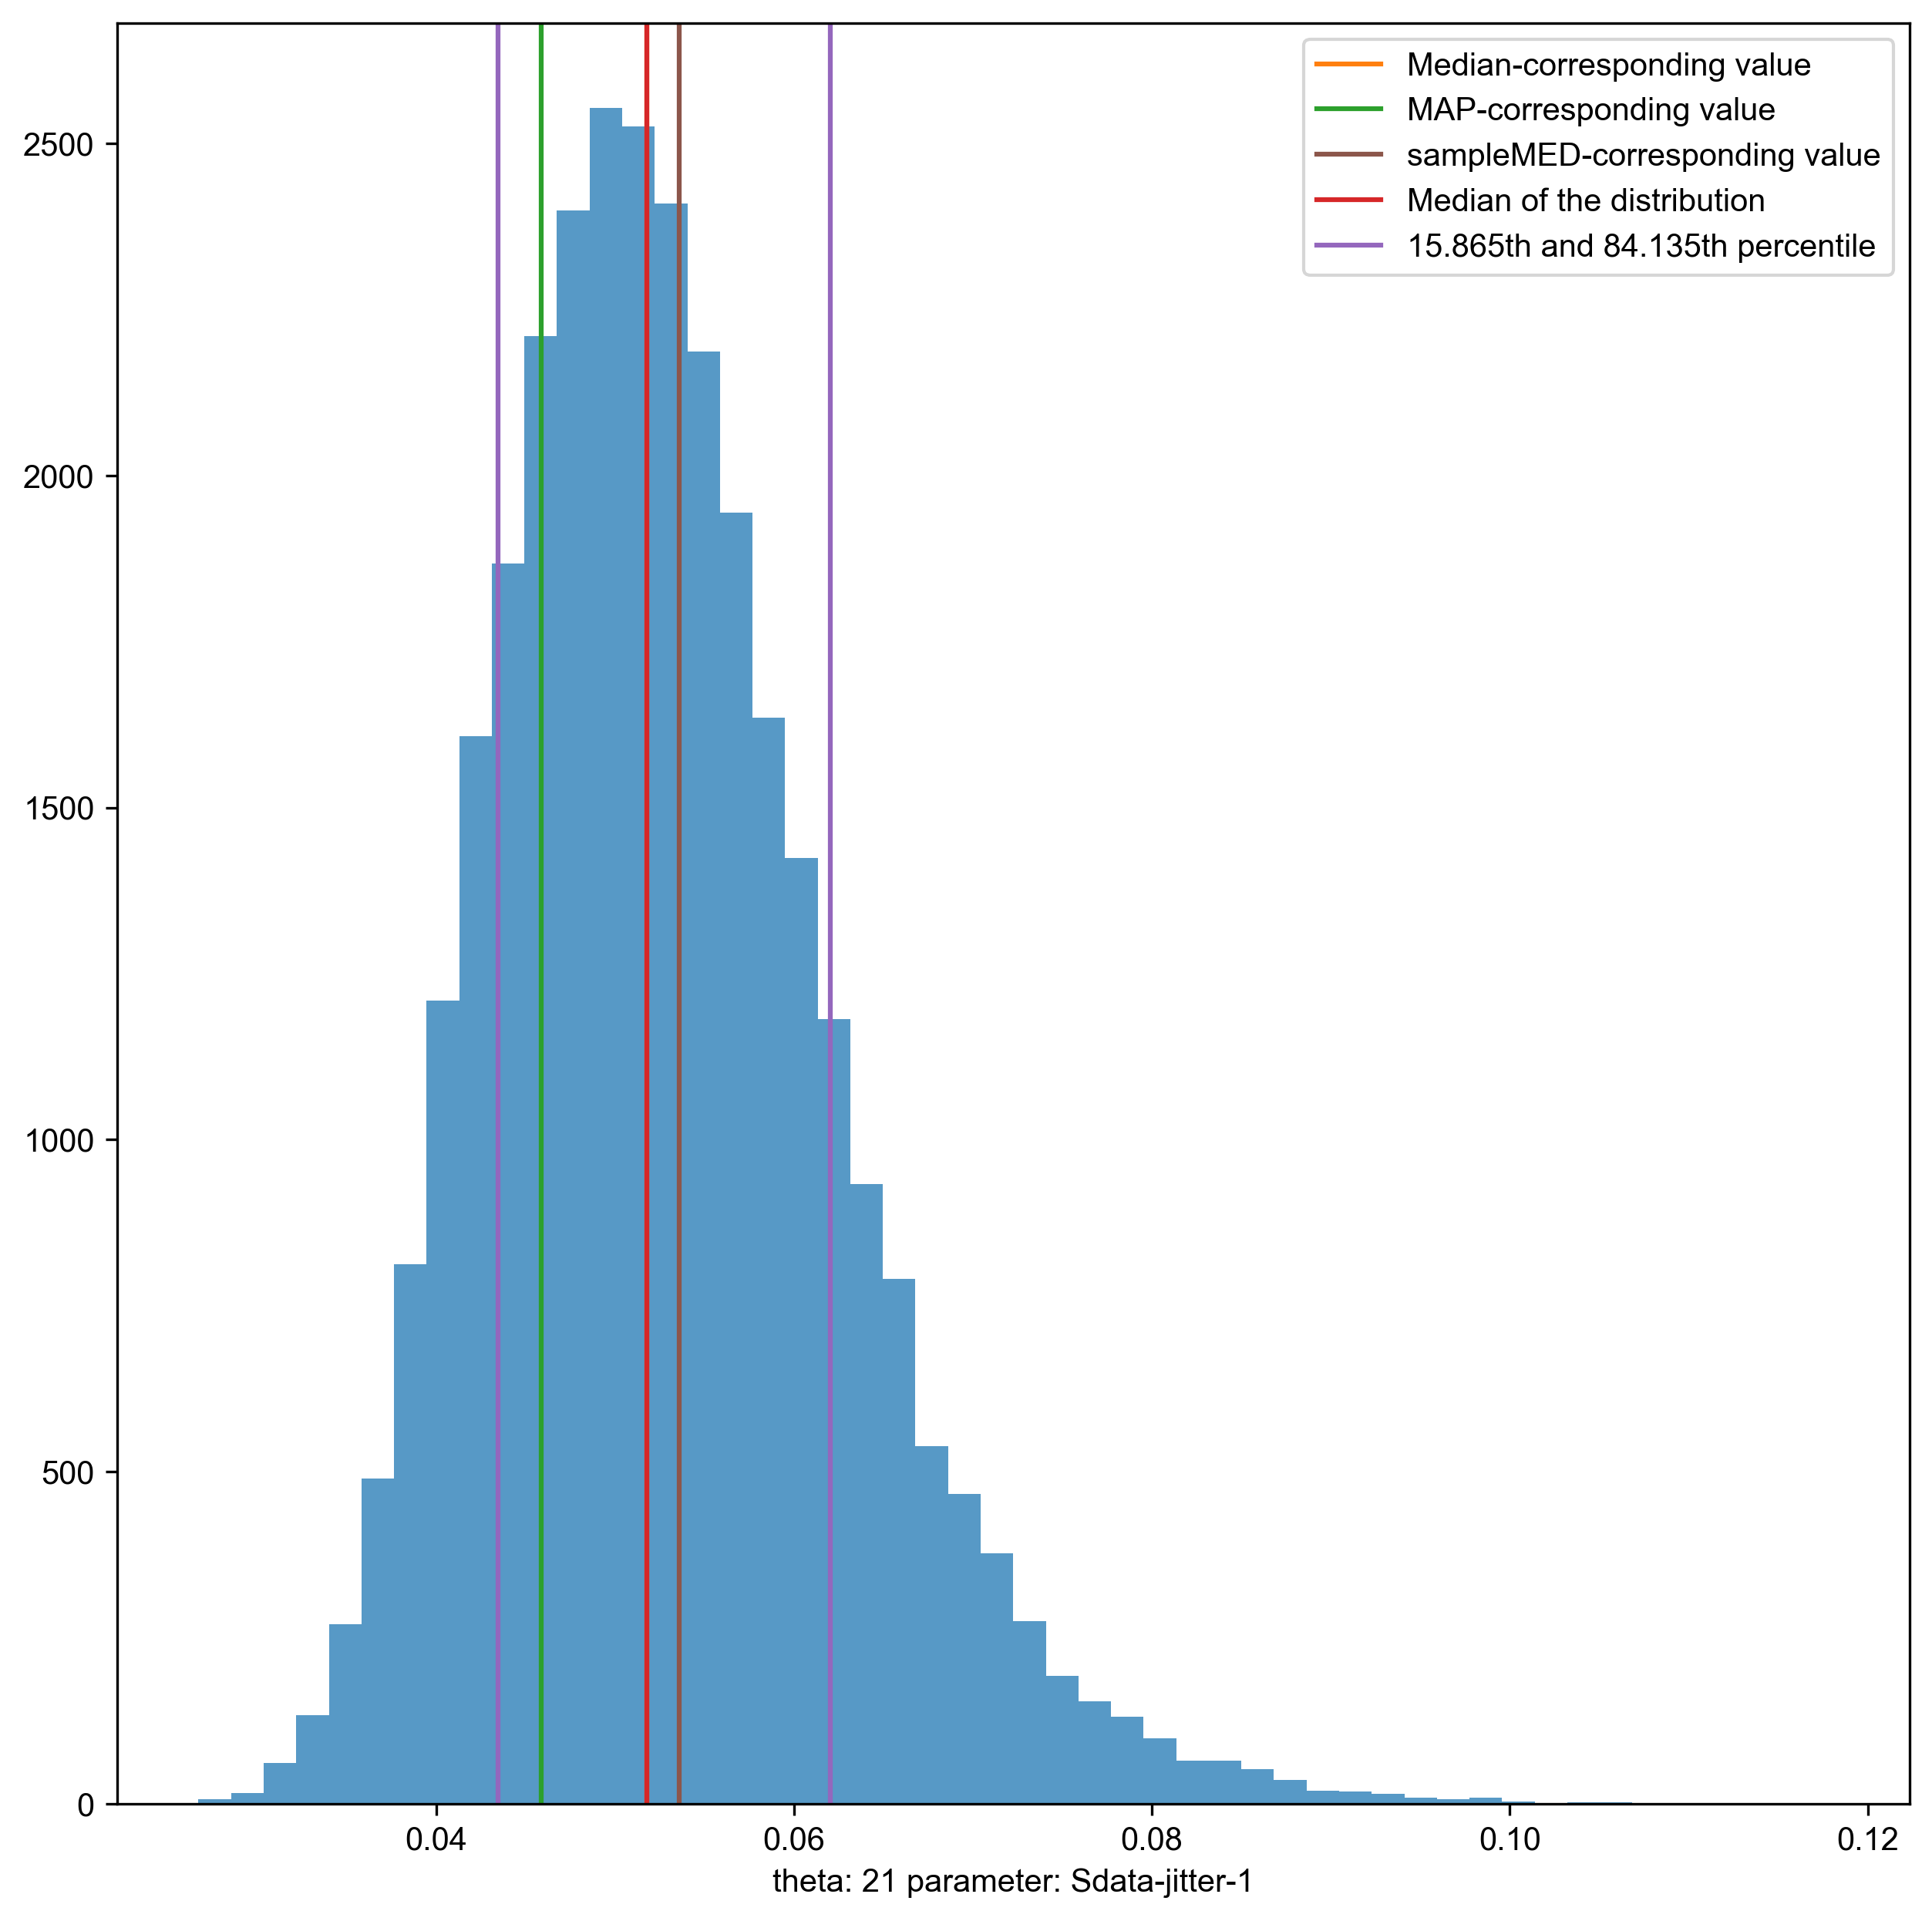 Median-corresponding value
MAP-corresponding value
sampleMED-corresponding value
Median of the distribution
15.865th and 84.135th percentile
2500
2000
1500
1000
500
0
0.04 0.06 0.08 0.10 0.12
theta: 21 parameter: Sdata-jitter-1